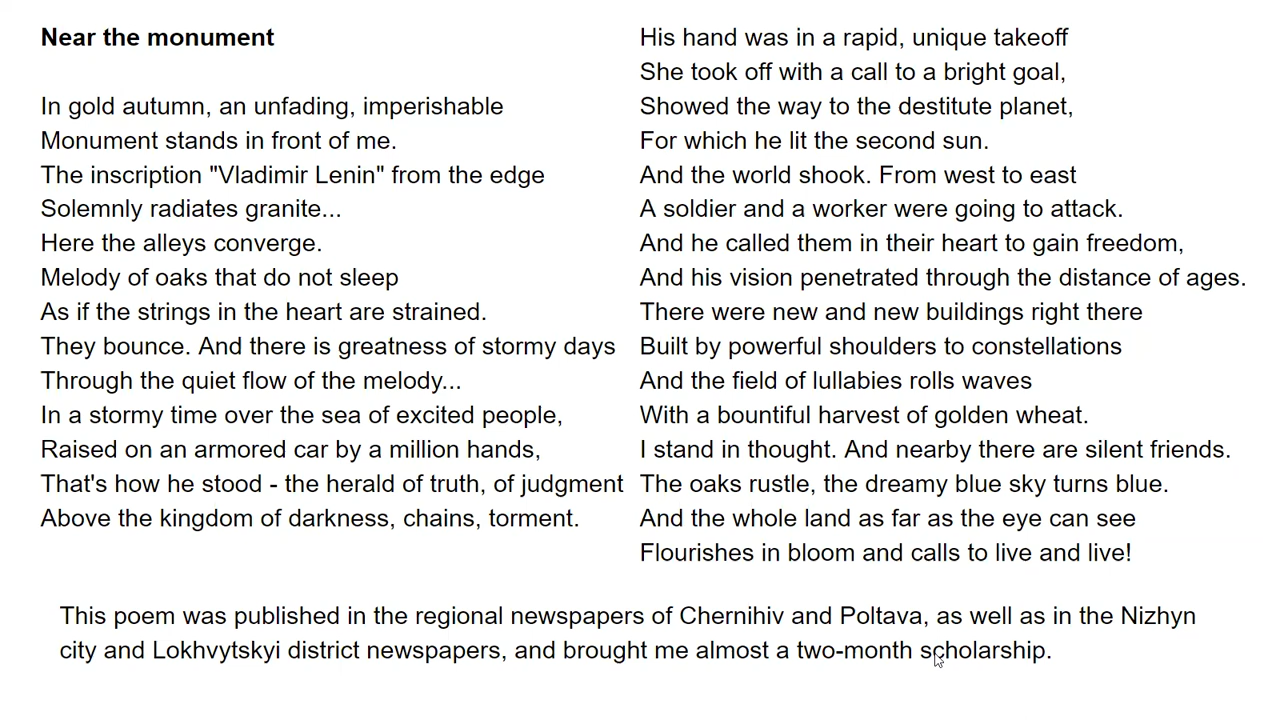 Near the monument
In gold autumn, an unfading, imperishable
Monument stands in front of me.
The inscription "Vladimir Lenin" from the edge
Solemnly radiates granite...
Here the alleys converge.
Melody of oaks that do not sleep
As if the strings in the heart are strained.
They bounce. And there is greatness of stormy days
Through the quiet flow of the melody...
In a stormy time over the sea of excited people,
Raised on an armored car by a million hands,
That's how he stood - the herald of truth, of judgment
Above the kingdom of darkness, chains, torment.
His hand was in a rapid, unique takeoff
She took off with a call to a bright goal,
Showed the way to the destitute planet,
For which he lit the second sun.
And the world shook. From west to east
A soldier and a worker were going to attack.
And he called them in their heart to gain freedom,
And his vision penetrated through the distance of ages.
There were new and new buildings right there
Built by powerful shoulders to constellations
And the field of lullabies rolls waves
With a bountiful harvest of golden wheat.
I stand in thought. And nearby there are silent friends.
The oaks rustle, the dreamy blue sky turns blue.
And the whole land as far as the eye can see
Flourishes in bloom and calls to live and live!
This poem was published in the regional newspapers of Chernihiv and Poltava, as well as in the Nizhyn
city and Lokhvytskyi district newspapers, and brought me almost a two-month scholarship.